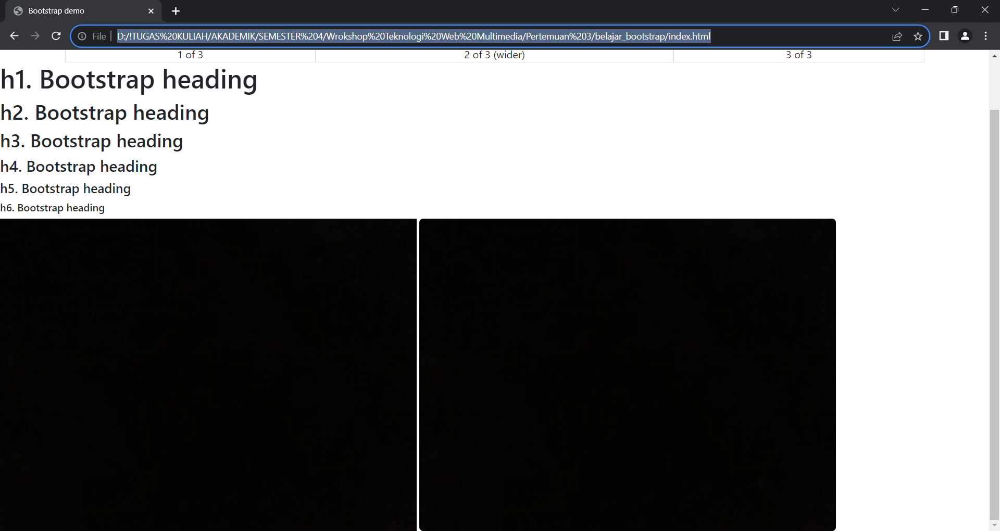 Bootstrap demo
File | D:/!TUGAS%20KULIAH/AKADEMIK/SEMESTER%204/Wrokshop%20Teknologi%20Web%20Multimedia/Pertemuan%203/belajar_bootstrap/index.html
1 of 3 2 of 3 (wider) 3 of 3
h1. Bootstrap heading
h2. Bootstrap heading
h3. Bootstrap heading
h4. Bootstrap heading
h5. Bootstrap heading
h6. Bootstrap heading